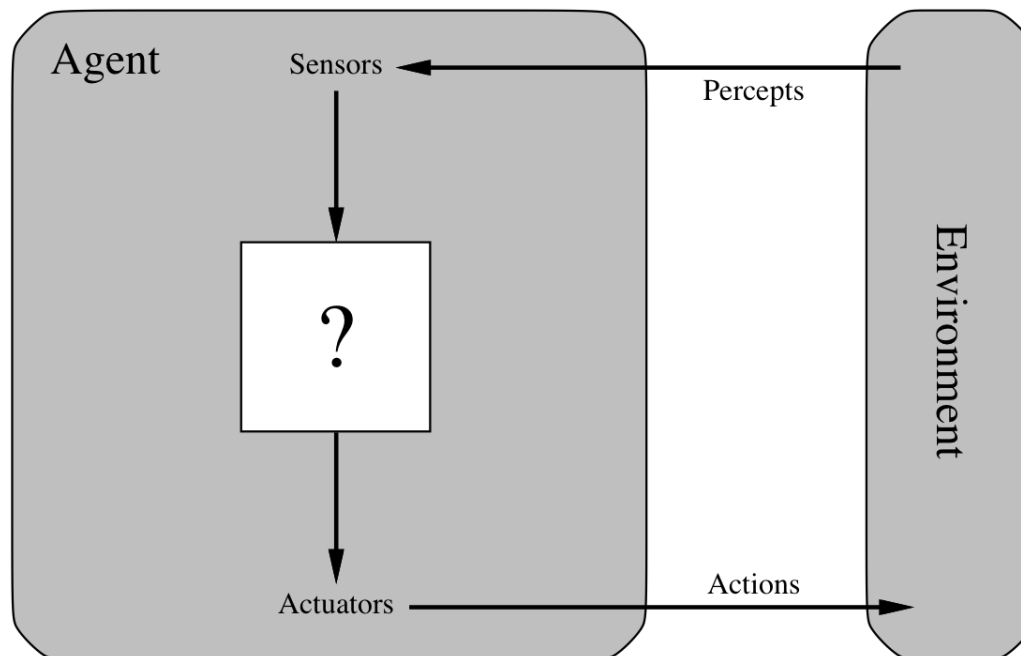 Agent
Sensors
Percepts
?
Environment
Actions
Actuators